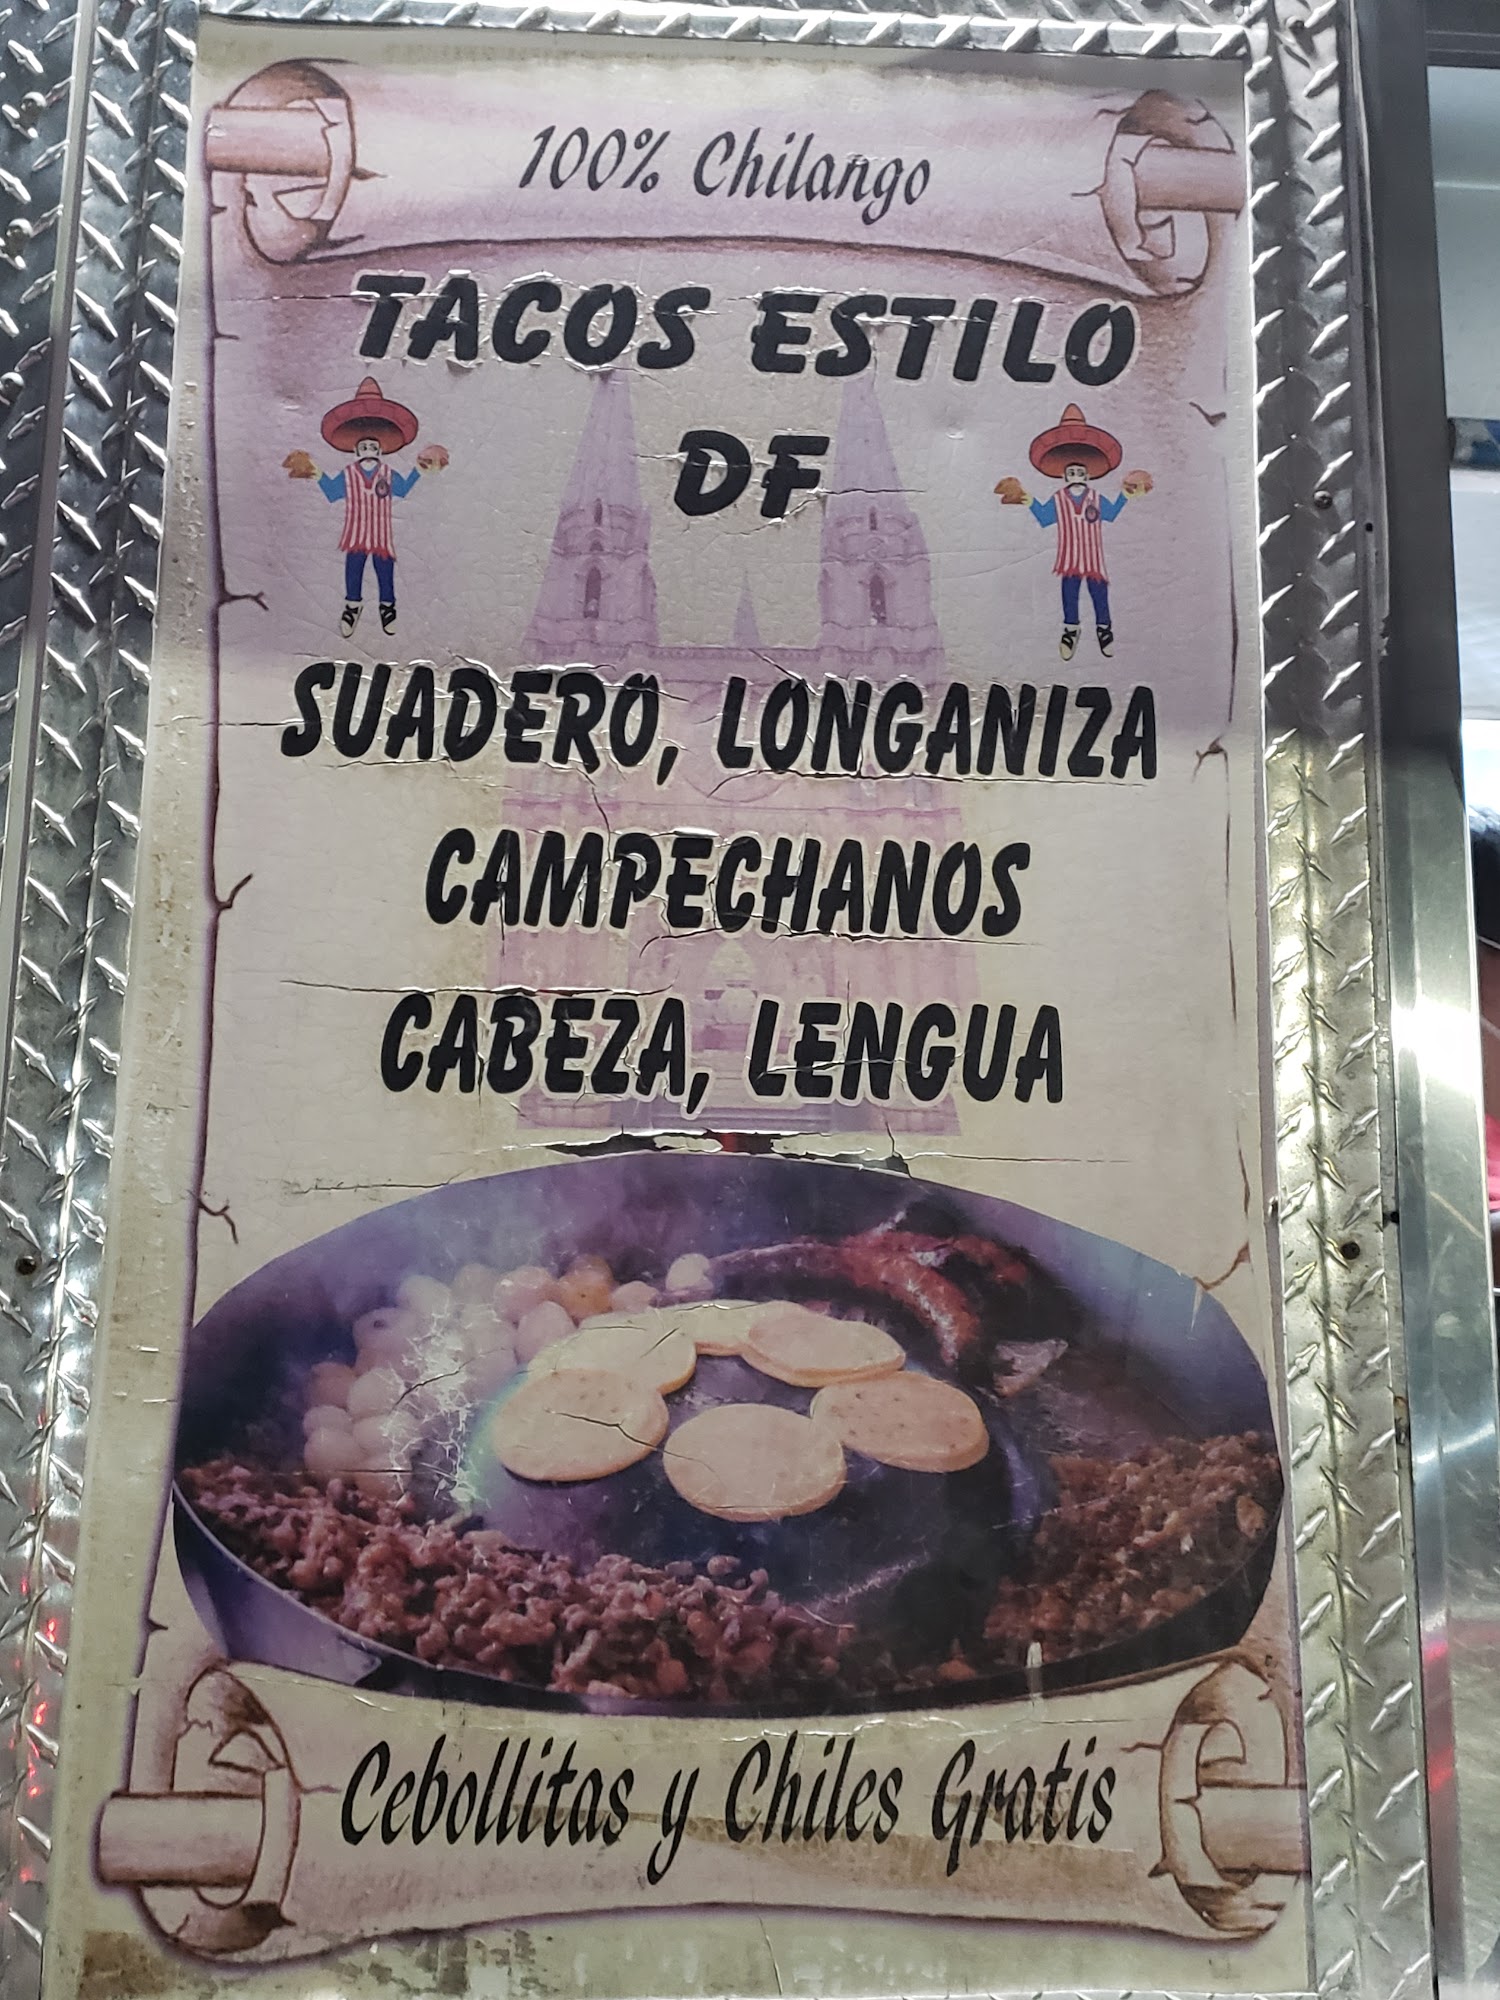 100% Chilango
TACOS ESTILO
DF
SUADERO, LONGANIZA
CAMPECHANOS
CABEZA, LENGUA
Cebollitas y Chiles Gratis